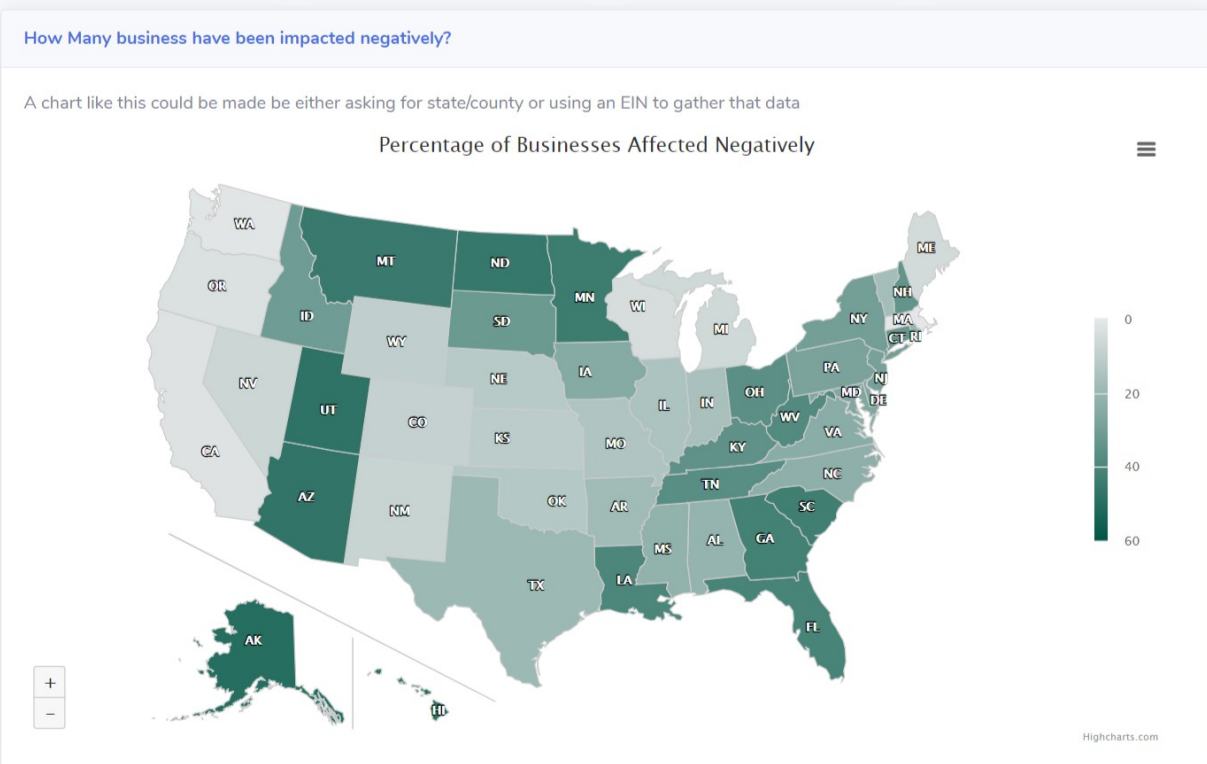 How Many business have been impacted negatively?
A chart like this could be made be either asking for state/county or using an EIN to gather that data
Percentage of Businesses Affected Negatively
WA
ME
MT
ND
OR
NH
MN
WI
ID
NY
MA
SD
MI
CT
RI
WY
PA
IA
NJ
NE
NV
OH
MD
DE
IL
IN
UT
WV
CO
VA
KS
MO
KY
CA
NC
TN
AZ
OK
AR
SC
NM
MS
AL
GA
LA
TX
FL
AK
HI
0
20
40
60
+
−
Highcharts.com